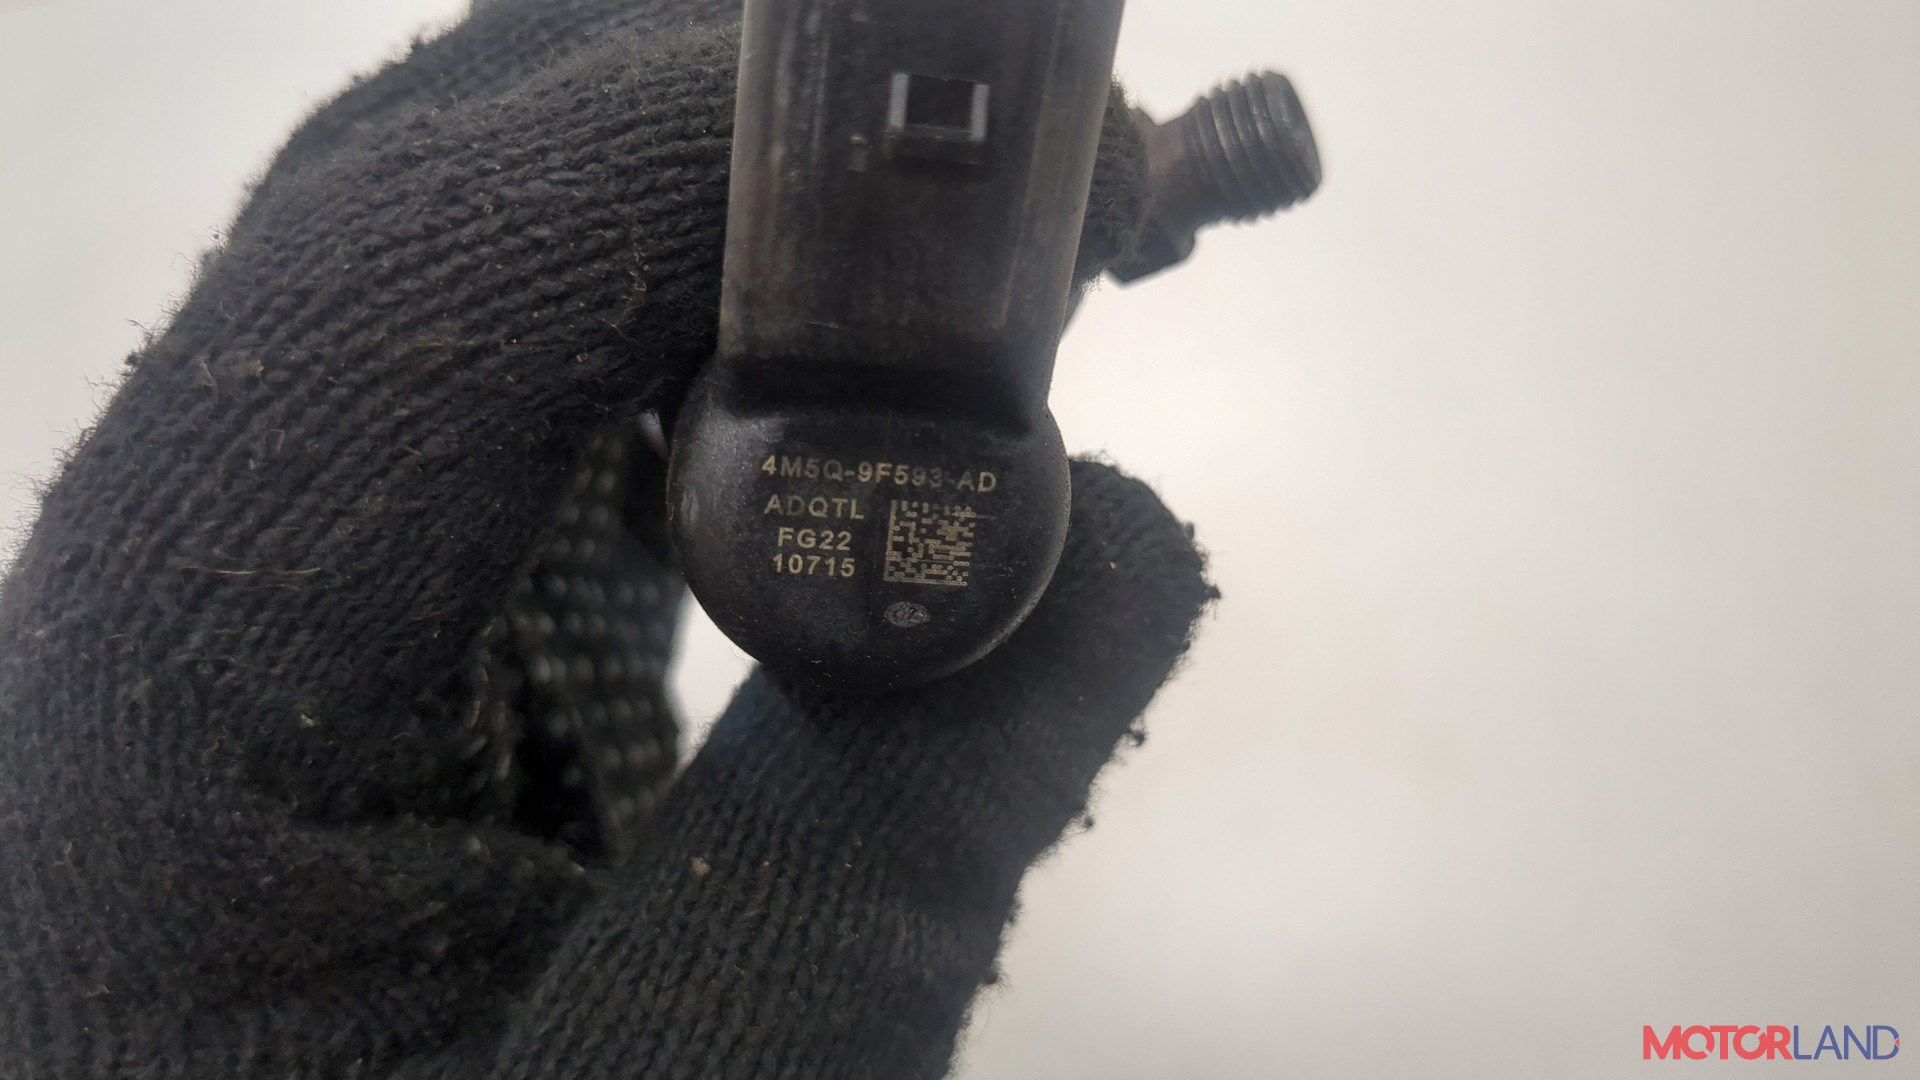 4M5Q-9F593-AD
ADQTL
FG22
10715
MOTORLAND